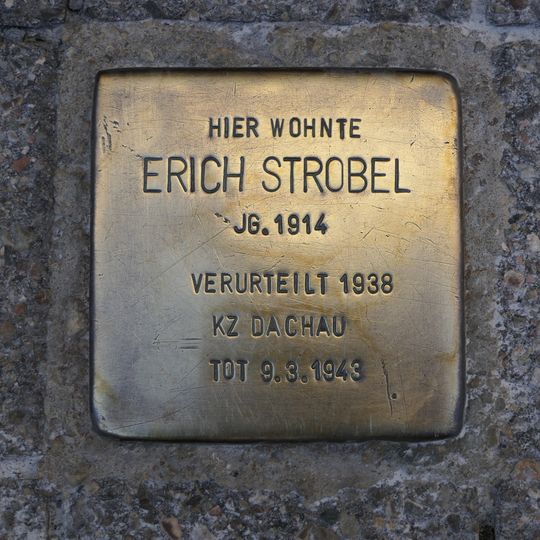 HIER WOHNTE
ERICH STROBEL
JG. 1914
VERURTEILT 1938
KZ DACHAU
TOT 9.3.1943